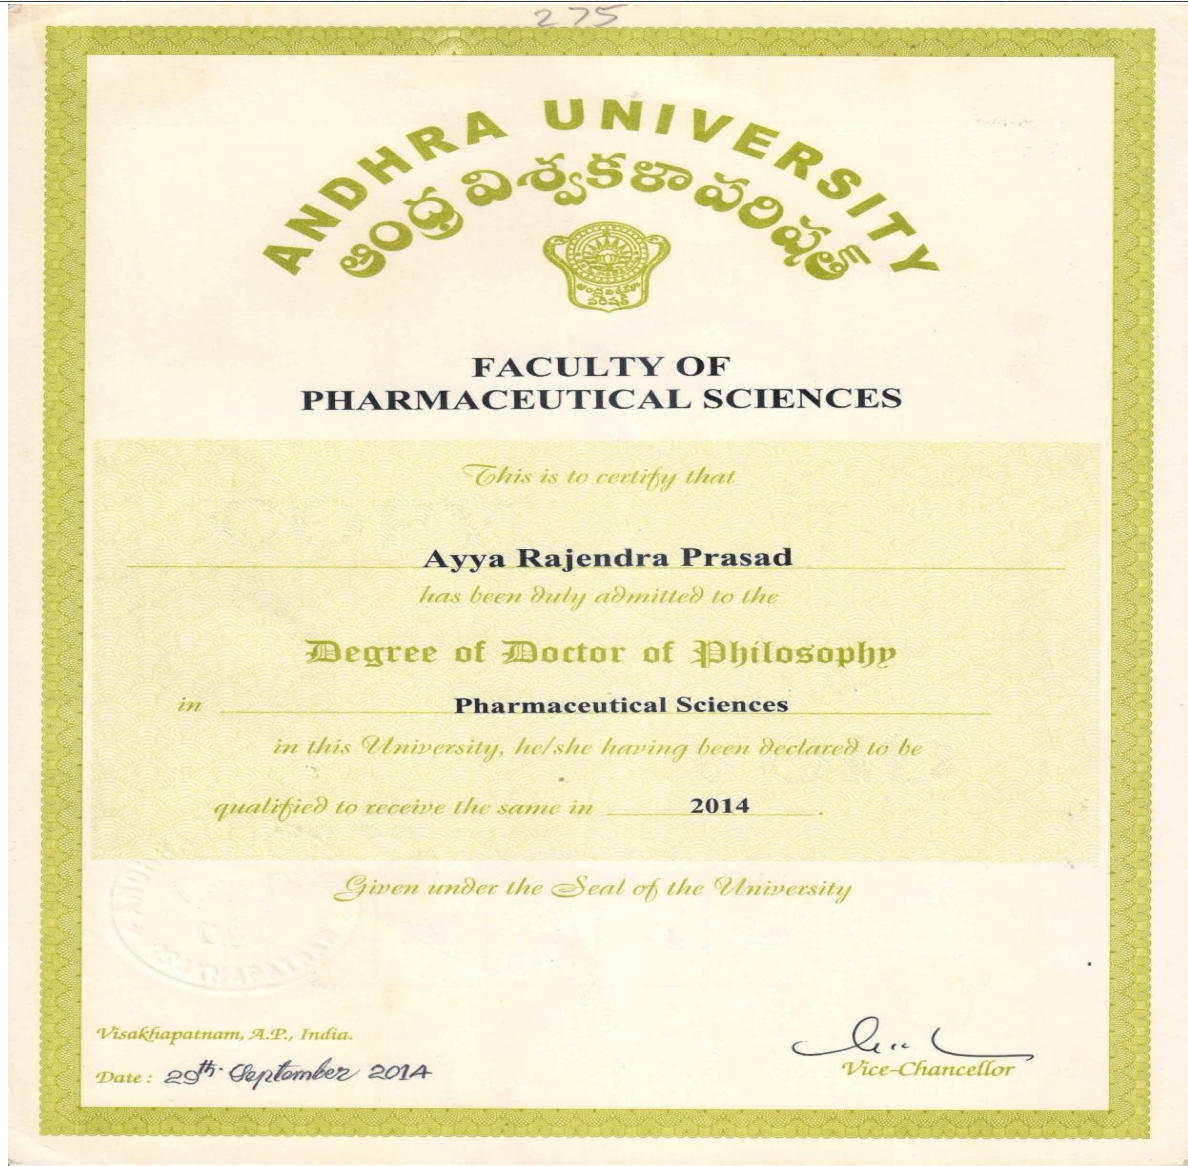 275
ANDHRA UNIVERSITY
ఆంధ్ర విశ్వకళాపరిషత్
FACULTY OF
PHARMACEUTICAL SCIENCES
This is to certify that
Ayya Rajendra Prasad
has been duly admitted to the
Degree of Doctor of Philosophy
in Pharmaceutical Sciences
in this University, he/she having been declared to be
qualified to receive the same in 2014 .
Given under the Seal of the University
Visakhapatnam, A.P., India.
Date : 29th. September 2014
Vice-Chancellor